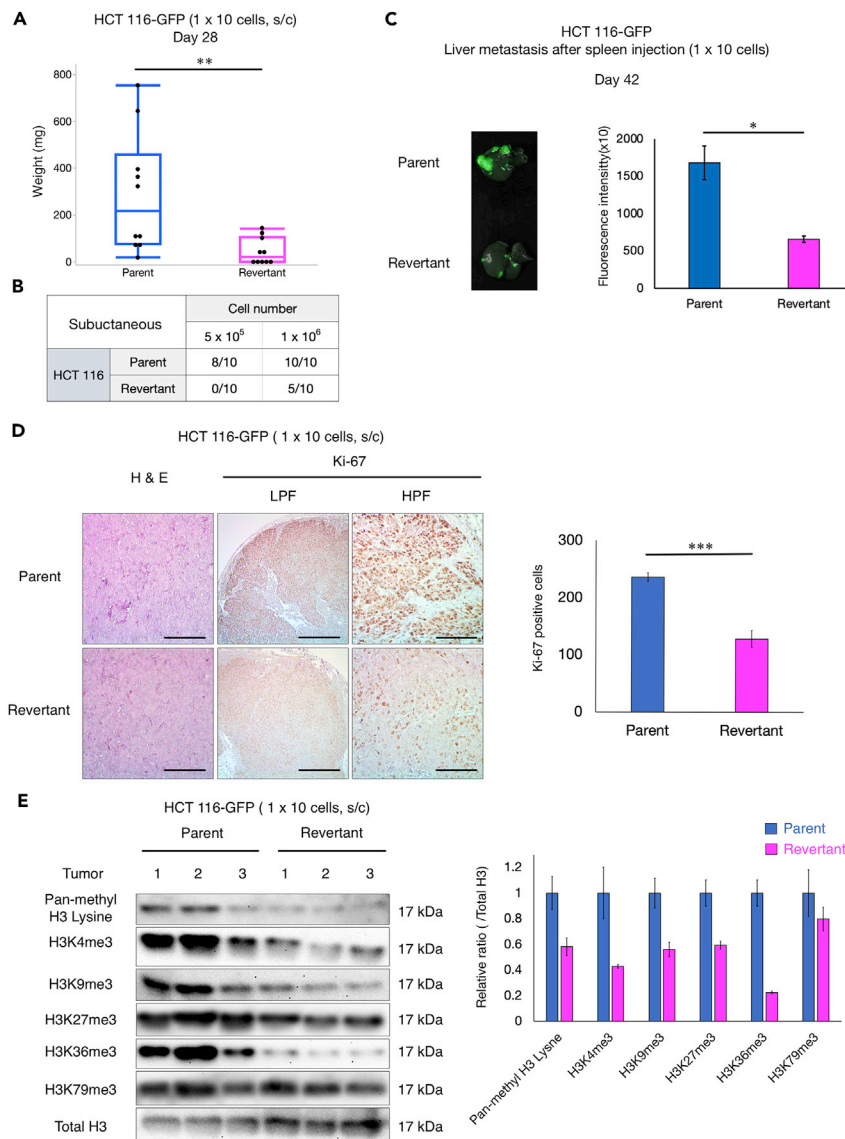 A
HCT 116-GFP (1 x 10 cells, s/c)
Day 28
**
Weight (mg)
800
600
400
200
0
Parent
Revertant
B
Subuctaneous
Cell number
5 x 10⁵
1 x 10⁶
HCT 116
Parent
8/10
10/10
Revertant
0/10
5/10
C
HCT 116-GFP
Liver metastasis after spleen injection (1 x 10 cells)
Day 42
Parent
Revertant
Fluorescence intensitty(x10)
2000
1500
1000
500
0
*
Parent
Revertant
D
HCT 116-GFP ( 1 x 10 cells, s/c)
H & E
Ki-67
LPF
HPF
Parent
Revertant
Ki-67 positive cells
300
200
100
0
***
Parent
Revertant
E
HCT 116-GFP ( 1 x 10 cells, s/c)
Parent
Revertant
Tumor
1
2
3
1
2
3
Pan-methyl
H3 Lysine
17 kDa
H3K4me3
17 kDa
H3K9me3
17 kDa
H3K27me3
17 kDa
H3K36me3
17 kDa
H3K79me3
17 kDa
Total H3
17 kDa
Parent
Revertant
Relative ratio ( /Total H3)
1.2
1
0.8
0.6
0.4
0.2
0
Pan-methyl H3 Lysne
H3K4me3
H3K9me3
H3K27me3
H3K36me3
H3K79me3